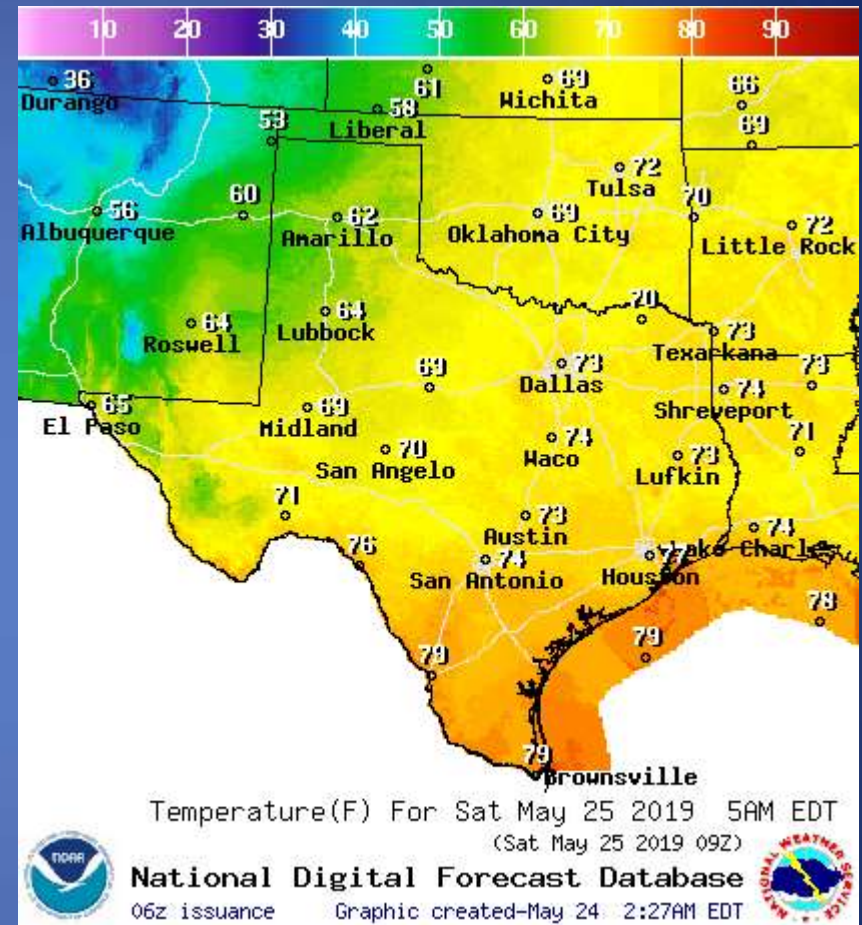 10 20 30 40 50 60 70 80 90
36
Durango
61
69
Wichita
66
58
Liberal
53
69
72
Tulsa
56
Albuquerque
60
62
Amarillo
69
Oklahoma City
70
72
Little Rock
64
Roswell
64
Lubbock
70
73
Texarkana
73
Dallas
69
74
Shreveport
73
65
El Paso
69
Midland
70
San Angelo
74
Waco
73
Lufkin
71
71
73
Austin
74
Lake Charles
76
74
San Antonio
77
Houston
78
79
79
79
Brownsville
Temperature(F) For Sat May 25 2019 5AM EDT
(Sat May 25 2019 09Z)
NOAA
National Digital Forecast Database
06z issuance Graphic created-May 24 2:27AM EDT
NATIONAL WEATHER SERVICE